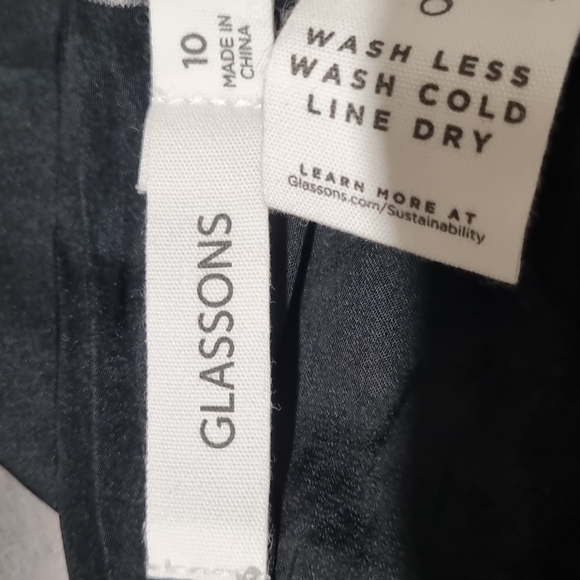 10
MADE IN
CHINA
GLASSONS
WASH LESS
WASH COLD
LINE DRY
LEARN MORE AT
Glassons.com/Sustainability